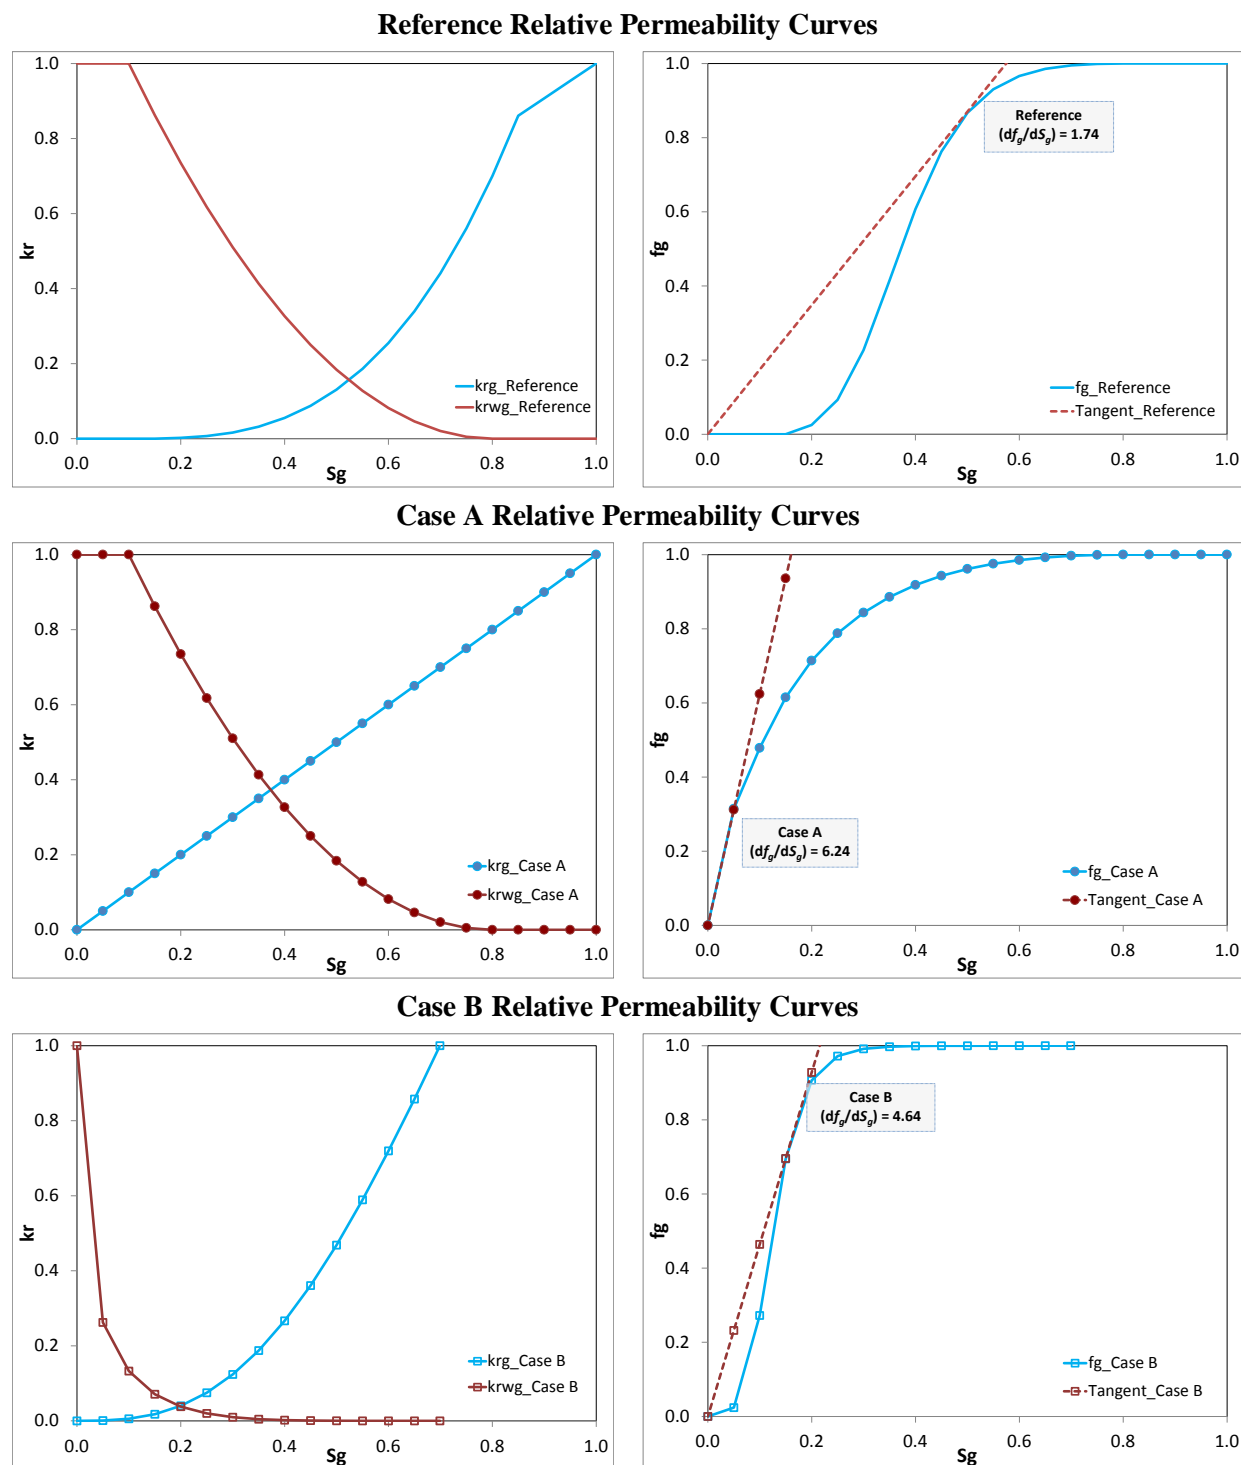 Reference Relative Permeability Curves
1.0
0.8
0.6
0.4
0.2
0.0
kr
0.0 0.2 0.4 0.6 0.8 1.0
Sg
krg_Reference
krwg_Reference
1.0
0.8
0.6
0.4
0.2
0.0
fg
0.0 0.2 0.4 0.6 0.8 1.0
Sg
Reference
(dfg/dSg) = 1.74
fg_Reference
Tangent_Reference
Case A Relative Permeability Curves
1.0
0.8
0.6
0.4
0.2
0.0
kr
0.0 0.2 0.4 0.6 0.8 1.0
Sg
krg_Case A
krwg_Case A
1.0
0.8
0.6
0.4
0.2
0.0
fg
0.0 0.2 0.4 0.6 0.8 1.0
Sg
Case A
(dfg/dSg) = 6.24
fg_Case A
Tangent_Case A
Case B Relative Permeability Curves
1.0
0.8
0.6
0.4
0.2
0.0
kr
0.0 0.2 0.4 0.6 0.8 1.0
Sg
krg_Case B
krwg_Case B
1.0
0.8
0.6
0.4
0.2
0.0
fg
0.0 0.2 0.4 0.6 0.8 1.0
Sg
Case B
(dfg/dSg) = 4.64
fg_Case B
Tangent_Case B